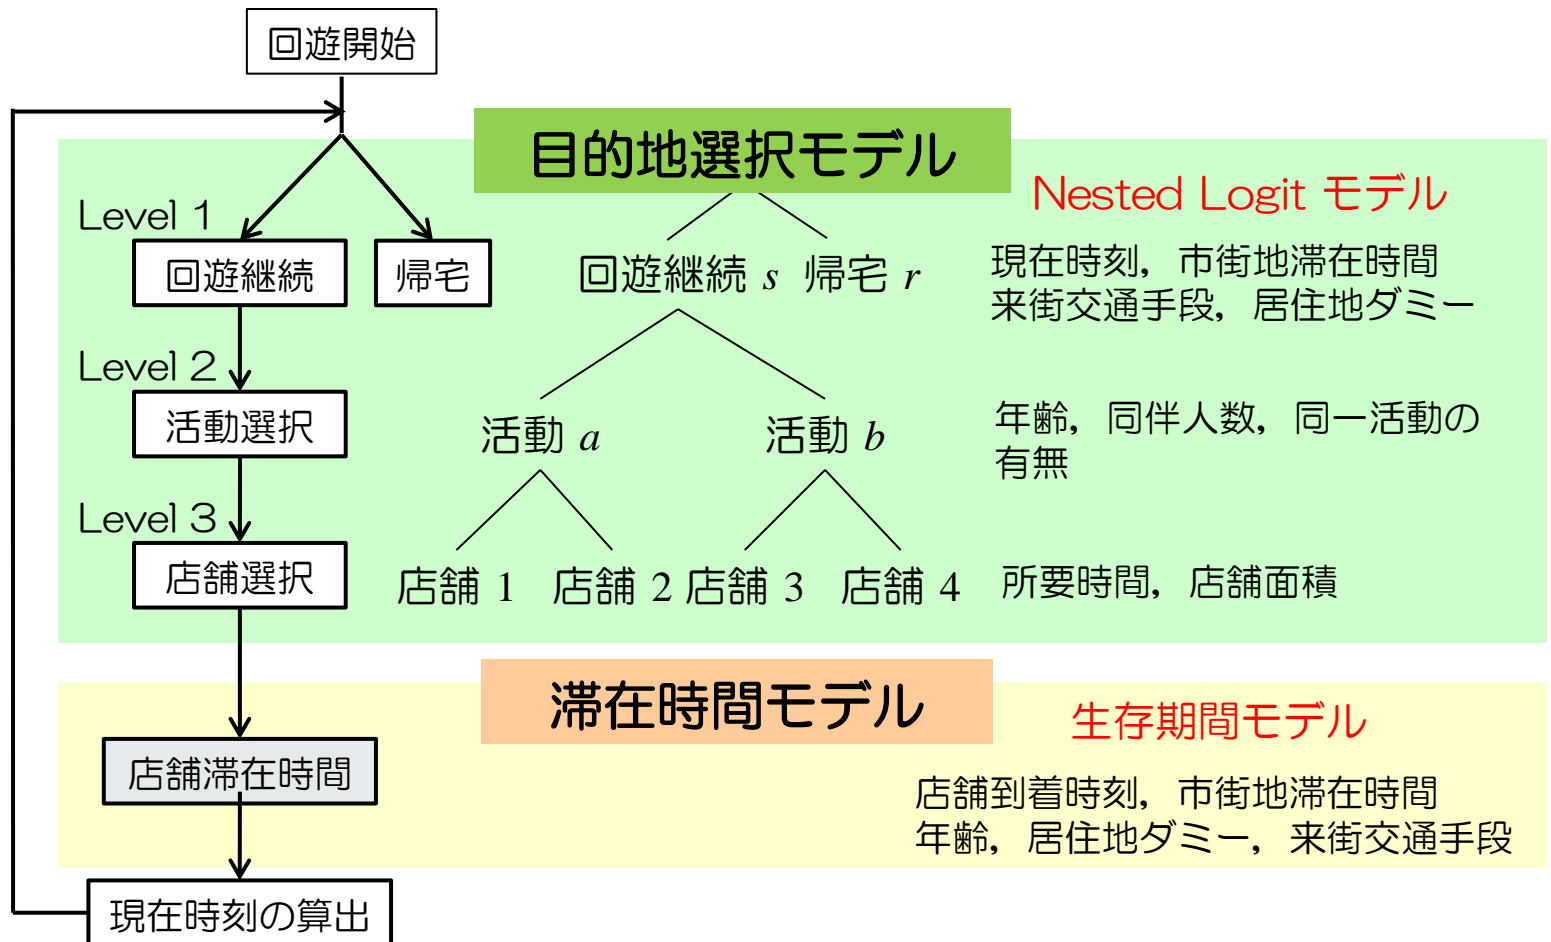 回遊開始
目的地選択モデル
Nested Logit モデル
Level 1
回遊継続
帰宅
回遊継続 s 帰宅 r
現在時刻，市街地滞在時間
来街交通手段，居住地ダミー
Level 2
活動選択
活動 a
活動 b
年齢，同伴人数，同一活動の
有無
Level 3
店舗選択
店舗 1
店舗 2
店舗 3
店舗 4
所要時間，店舗面積
滞在時間モデル
生存期間モデル
店舗滞在時間
店舗到着時刻，市街地滞在時間
年齢，居住地ダミー，来街交通手段
現在時刻の算出